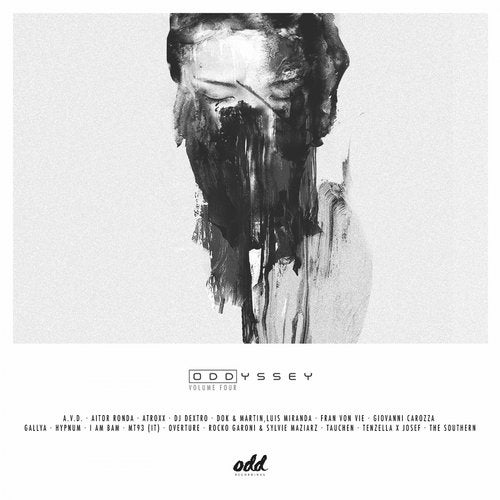 ODDYSSEY
VOLUME FOUR
A.V.D. · AITOR RONDA · ATROXX · DJ DEXTRO · DOK & MARTIN,LUIS MIRANDA · FRAN VON VIE · GIOVANNI CAROZZA
GALLYA · HYPNUM · I AM BAM · MT93 (IT) · OVERTURE · ROCKO GARONI & SYLVIE MAZIARZ · TAUCHEN · TENZELLA X JOSEF · THE SOUTHERN
odd
RECORDINGS